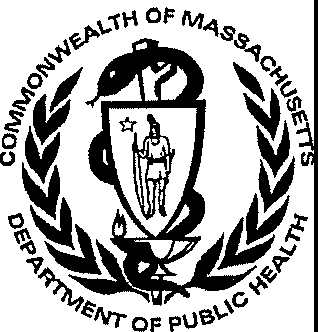 COMMONWEALTH OF MASSACHUSETTS
DEPARTMENT OF PUBLIC HEALTH